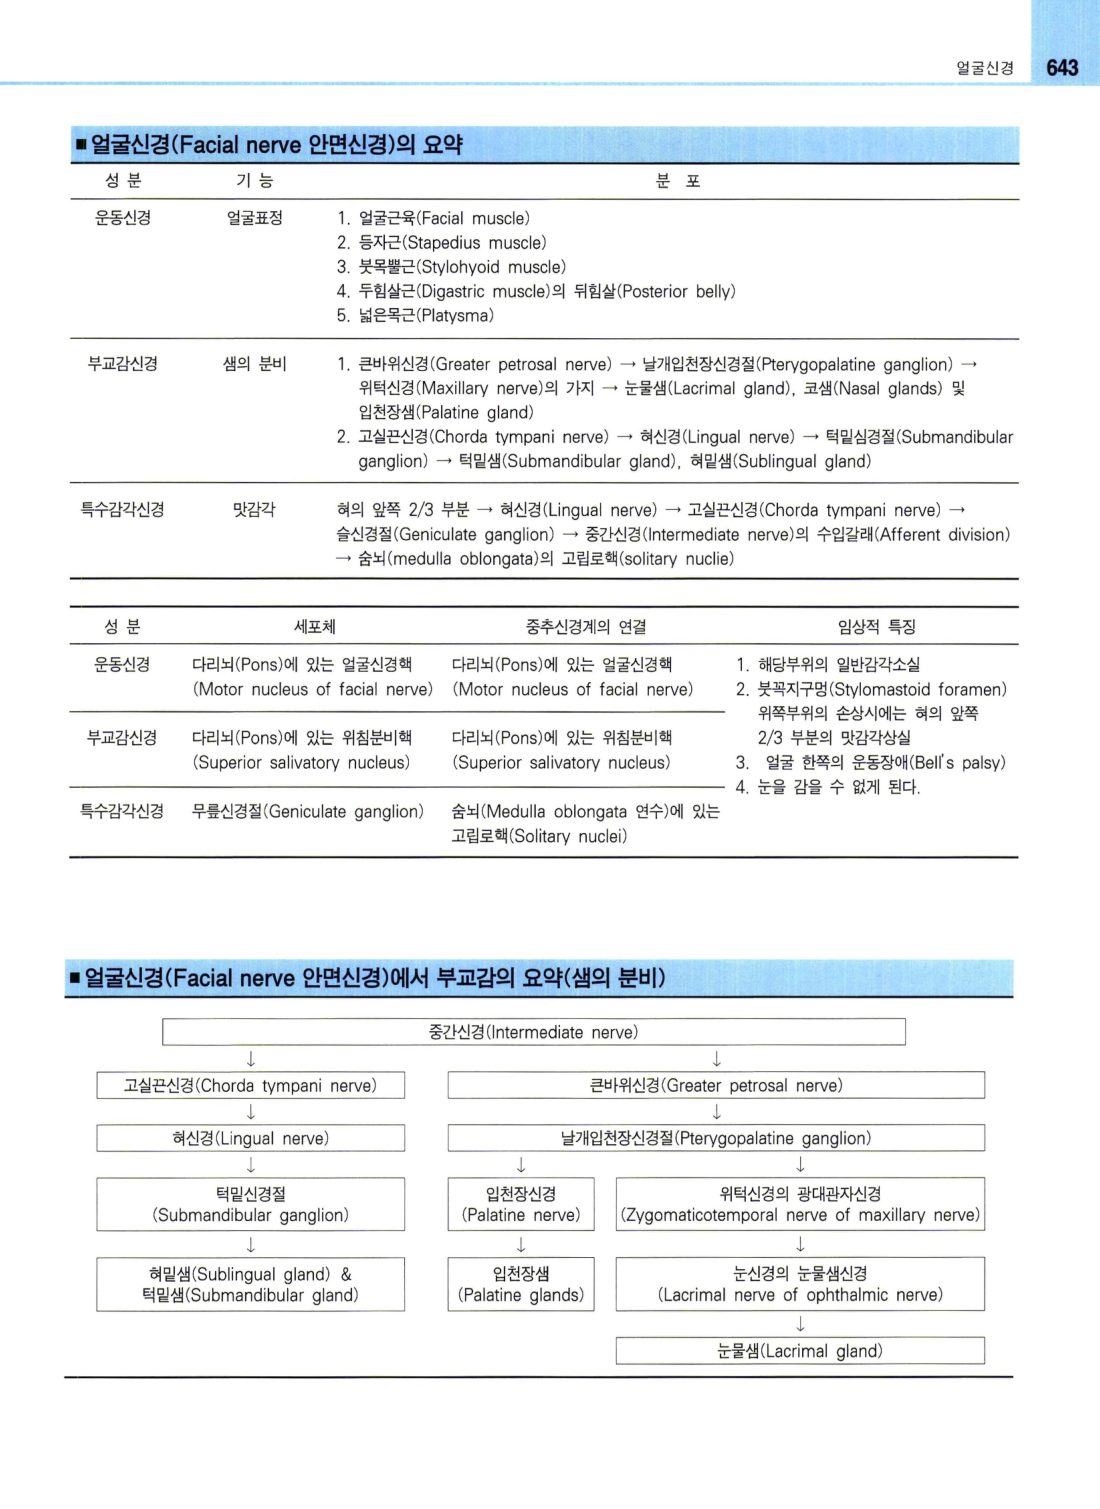 얼굴신경 643
■ 얼굴신경(Facial nerve 안면신경)의 요약
성 분 기 능 분 포
운동신경 얼굴표정 1. 얼굴근육(Facial muscle)
2. 등자근(Stapedius muscle)
3. 붓목뿔근(Stylohyoid muscle)
4. 두힘살근(Digastric muscle)의 뒤힘살(Posterior belly)
5. 넓은목근(Platysma)
부교감신경 샘의 분비 1. 큰바위신경(Greater petrosal nerve) → 날개입천장신경절(Pterygopalatine ganglion) →
위턱신경(Maxillary nerve)의 가지 → 눈물샘(Lacrimal gland), 코샘(Nasal glands) 및
입천장샘(Palatine gland)
2. 고실끈신경(Chorda tympani nerve) → 혀신경(Lingual nerve) → 턱밑심경절(Submandibular
ganglion) → 턱밑샘(Submandibular gland), 혀밑샘(Sublingual gland)
특수감각신경 맛감각 혀의 앞쪽 2/3 부분 → 혀신경(Lingual nerve) → 고실끈신경(Chorda tympani nerve) →
슬신경절(Geniculate ganglion) → 중간신경(Intermediate nerve)의 수입갈래(Afferent division)
→ 숨뇌(medulla oblongata)의 고립로핵(solitary nuclie)
성 분 세포체 중추신경계의 연결 임상적 특징
운동신경 다리뇌(Pons)에 있는 얼굴신경핵 다리뇌(Pons)에 있는 얼굴신경핵 1. 해당부위의 일반감각소실
(Motor nucleus of facial nerve) (Motor nucleus of facial nerve) 2. 붓꼭지구멍(Stylomastoid foramen)
위쪽부위의 손상시에는 혀의 앞쪽
부교감신경 다리뇌(Pons)에 있는 위침분비핵 다리뇌(Pons)에 있는 위침분비핵 2/3 부분의 맛감각상실
(Superior salivatory nucleus) (Superior salivatory nucleus) 3. 얼굴 한쪽의 운동장애(Bell's palsy)
4. 눈을 감을 수 없게 된다.
특수감각신경 무릎신경절(Geniculate ganglion) 숨뇌(Medulla oblongata 연수)에 있는
고립로핵(Solitary nuclei)
■ 얼굴신경(Facial nerve 안면신경)에서 부교감의 요약(샘의 분비)
중간신경(Intermediate nerve)
↓ ↓
고실끈신경(Chorda tympani nerve) 큰바위신경(Greater petrosal nerve)
↓ ↓
혀신경(Lingual nerve) 날개입천장신경절(Pterygopalatine ganglion)
↓ ↓ ↓
턱밑신경절 입천장신경 위턱신경의 광대관자신경
(Submandibular ganglion) (Palatine nerve) (Zygomaticotemporal nerve of maxillary nerve)
↓ ↓ ↓
혀밑샘(Sublingual gland) & 입천장샘 눈신경의 눈물샘신경
턱밑샘(Submandibular gland) (Palatine glands) (Lacrimal nerve of ophthalmic nerve)
↓
눈물샘(Lacrimal gland)